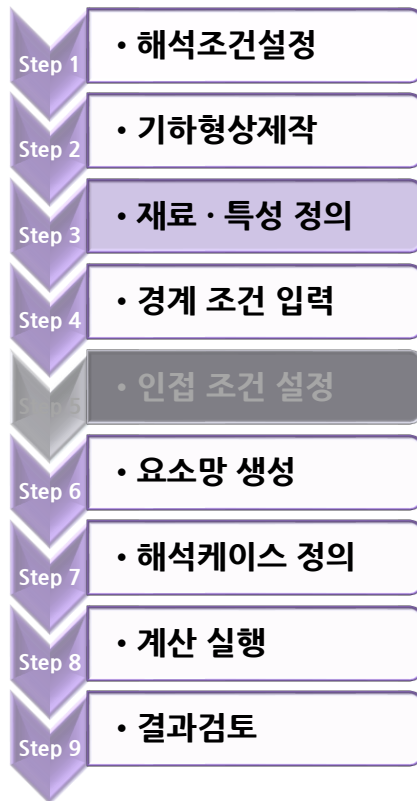 Step 1
• 해석조건설정
Step 2
• 기하형상제작
Step 3
• 재료 · 특성 정의
Step 4
• 경계 조건 입력
Step 5
• 인접 조건 설정
Step 6
• 요소망 생성
Step 7
• 해석케이스 정의
Step 8
• 계산 실행
Step 9
• 결과검토